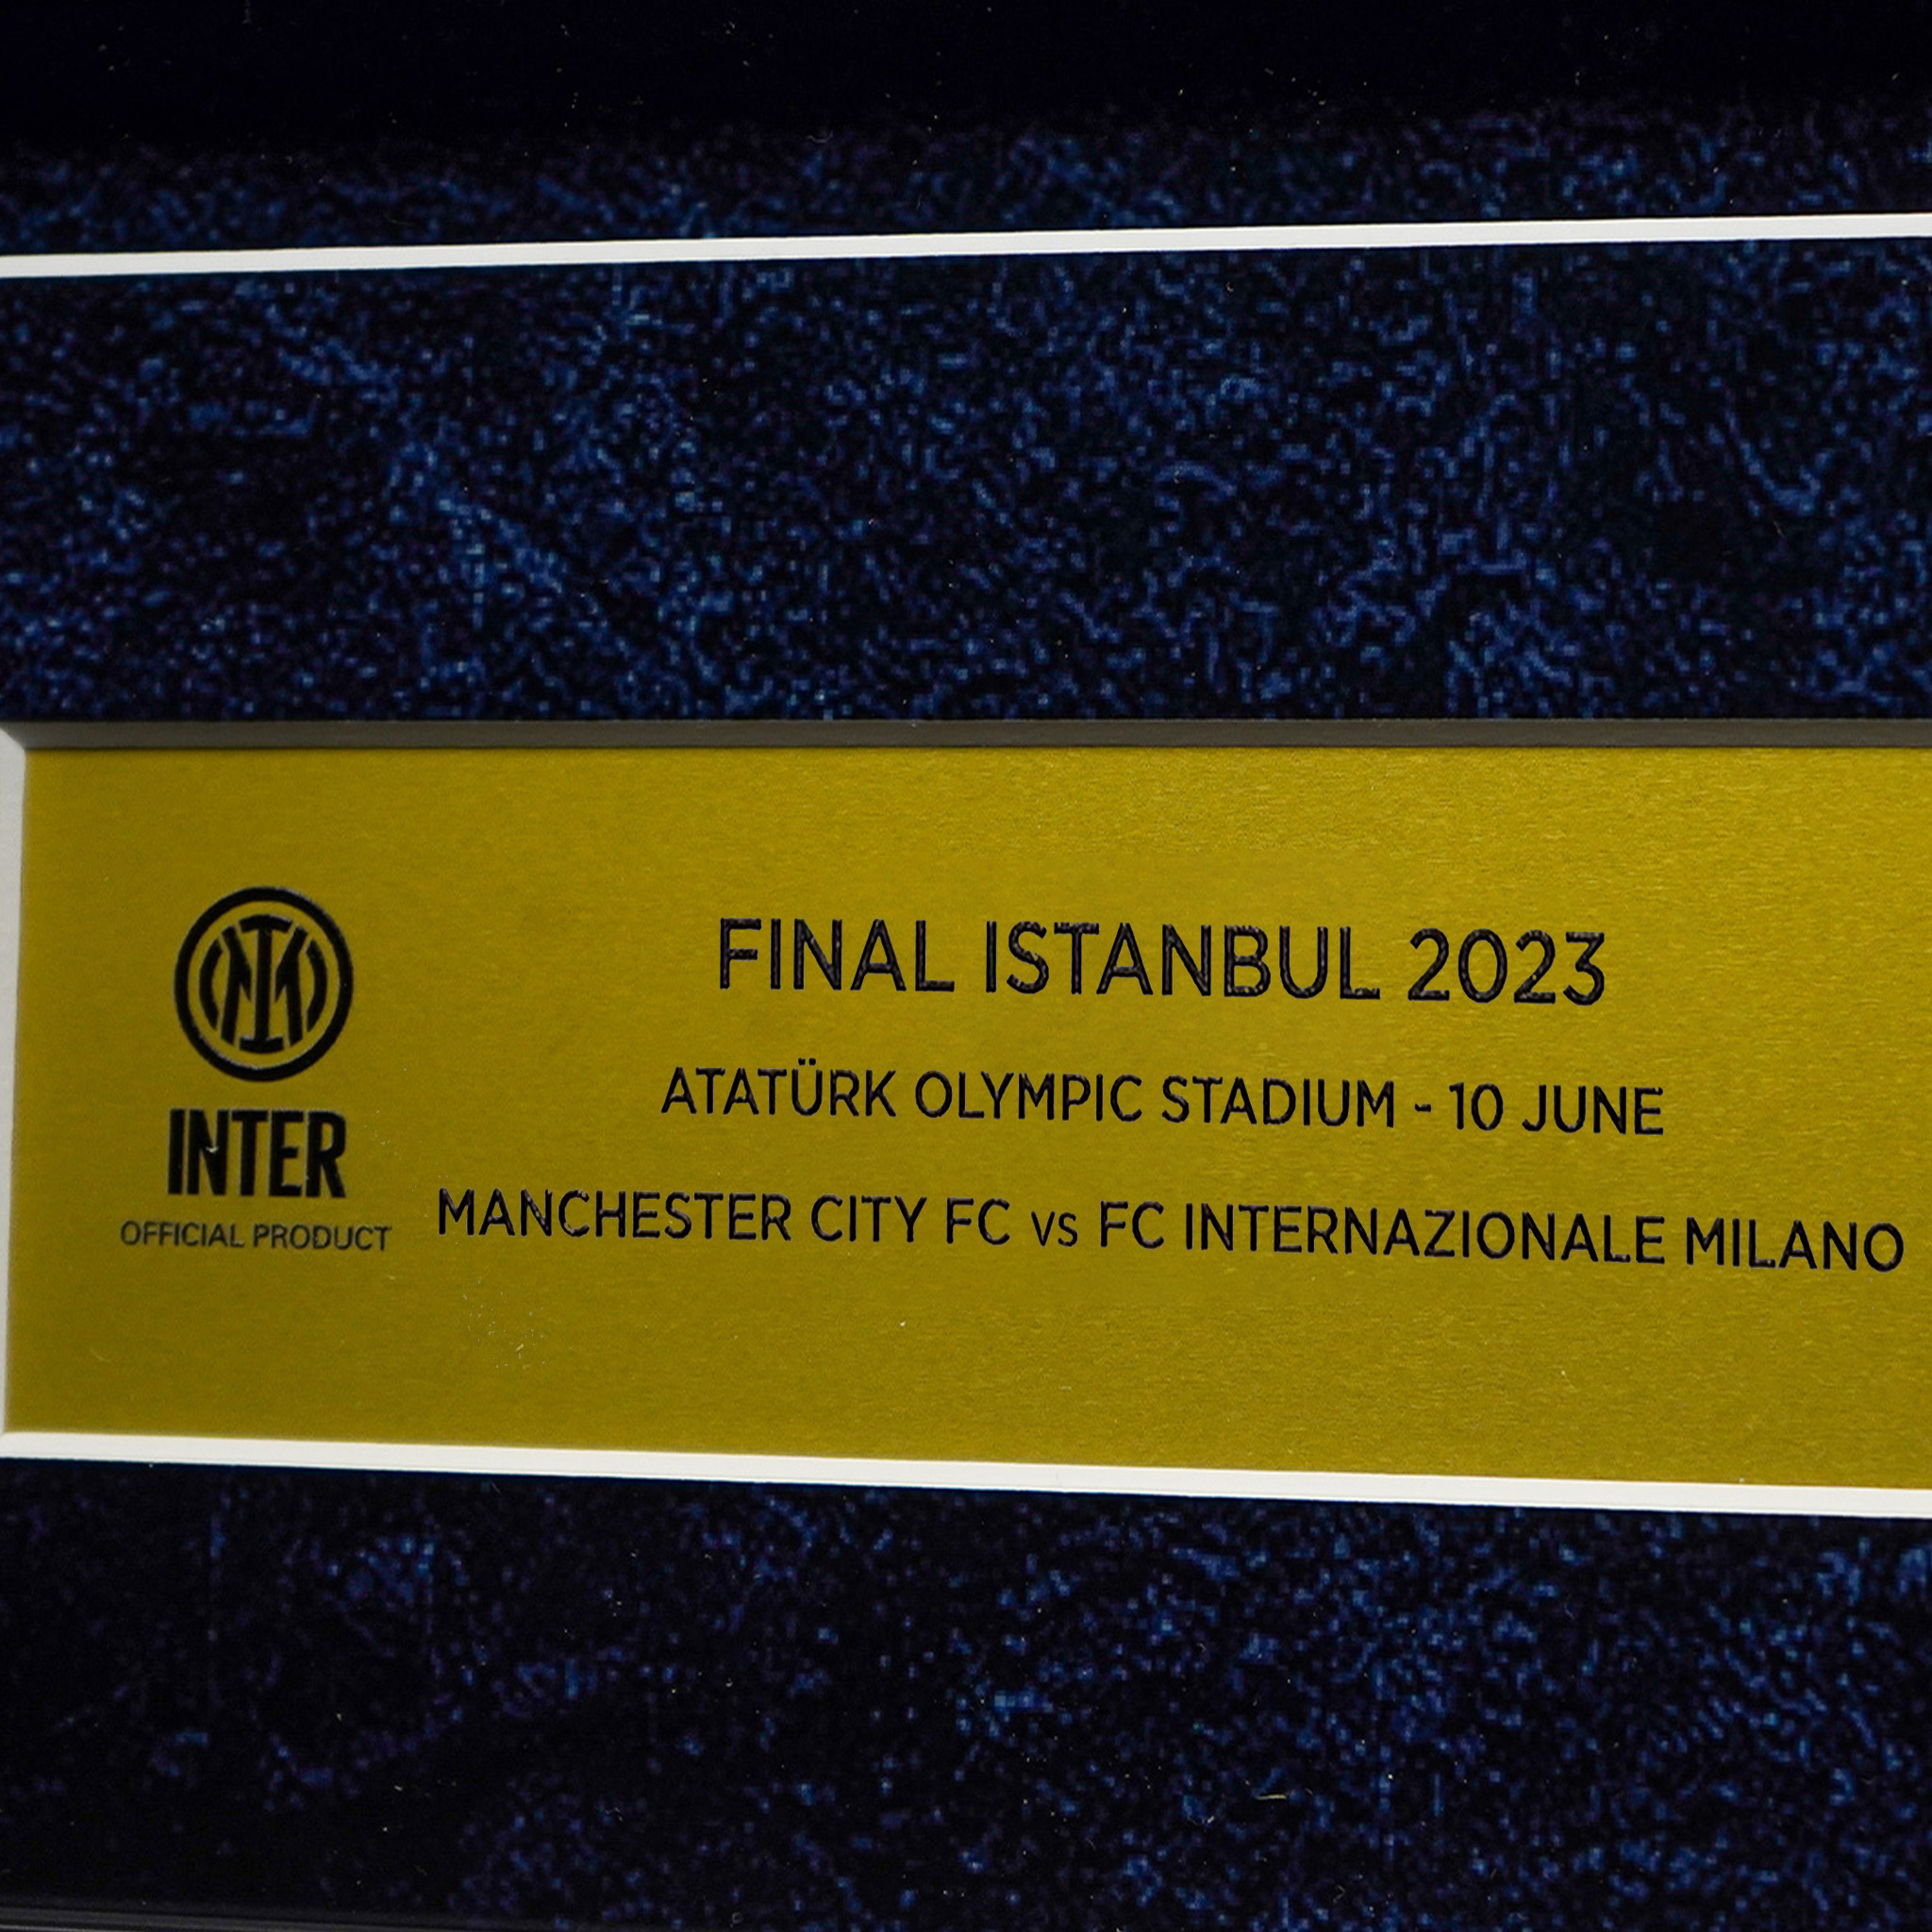 FINAL ISTANBUL 2023
ATATÜRK OLYMPIC STADIUM - 10 JUNE
MANCHESTER CITY FC vs FC INTERNAZIONALE MILANO
INTER
OFFICIAL PRODUCT